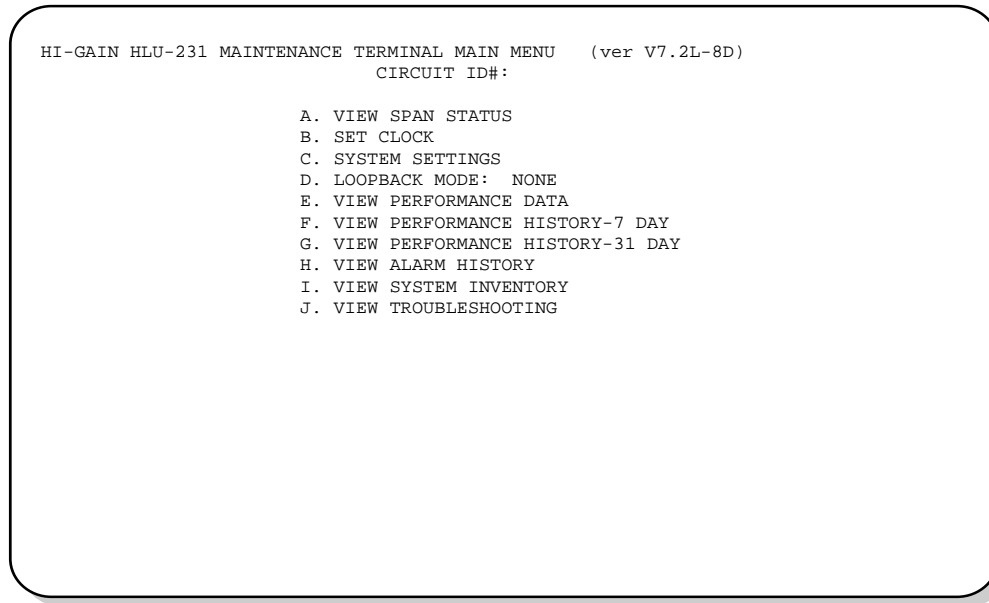 HI-GAIN HLU-231 MAINTENANCE TERMINAL MAIN MENU (ver V7.2L-8D)
CIRCUIT ID#:
A. VIEW SPAN STATUS
B. SET CLOCK
C. SYSTEM SETTINGS
D. LOOPBACK MODE: NONE
E. VIEW PERFORMANCE DATA
F. VIEW PERFORMANCE HISTORY-7 DAY
G. VIEW PERFORMANCE HISTORY-31 DAY
H. VIEW ALARM HISTORY
I. VIEW SYSTEM INVENTORY
J. VIEW TROUBLESHOOTING